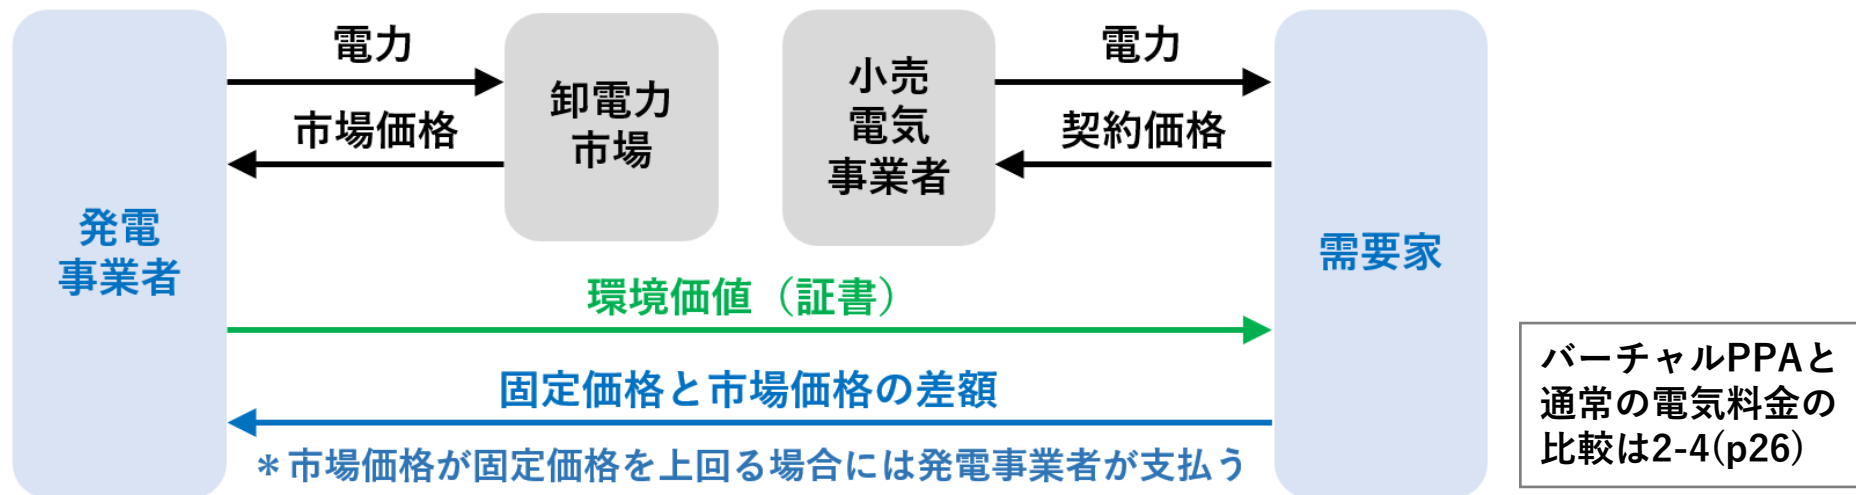 発電
事業者
電力
市場価格
卸電力
市場
小売
電気
事業者
電力
契約価格
需要家
環境価値（証書）
固定価格と市場価格の差額
＊市場価格が固定価格を上回る場合には発電事業者が支払う
バーチャルPPAと
通常の電気料金の
比較は2-4(p26)